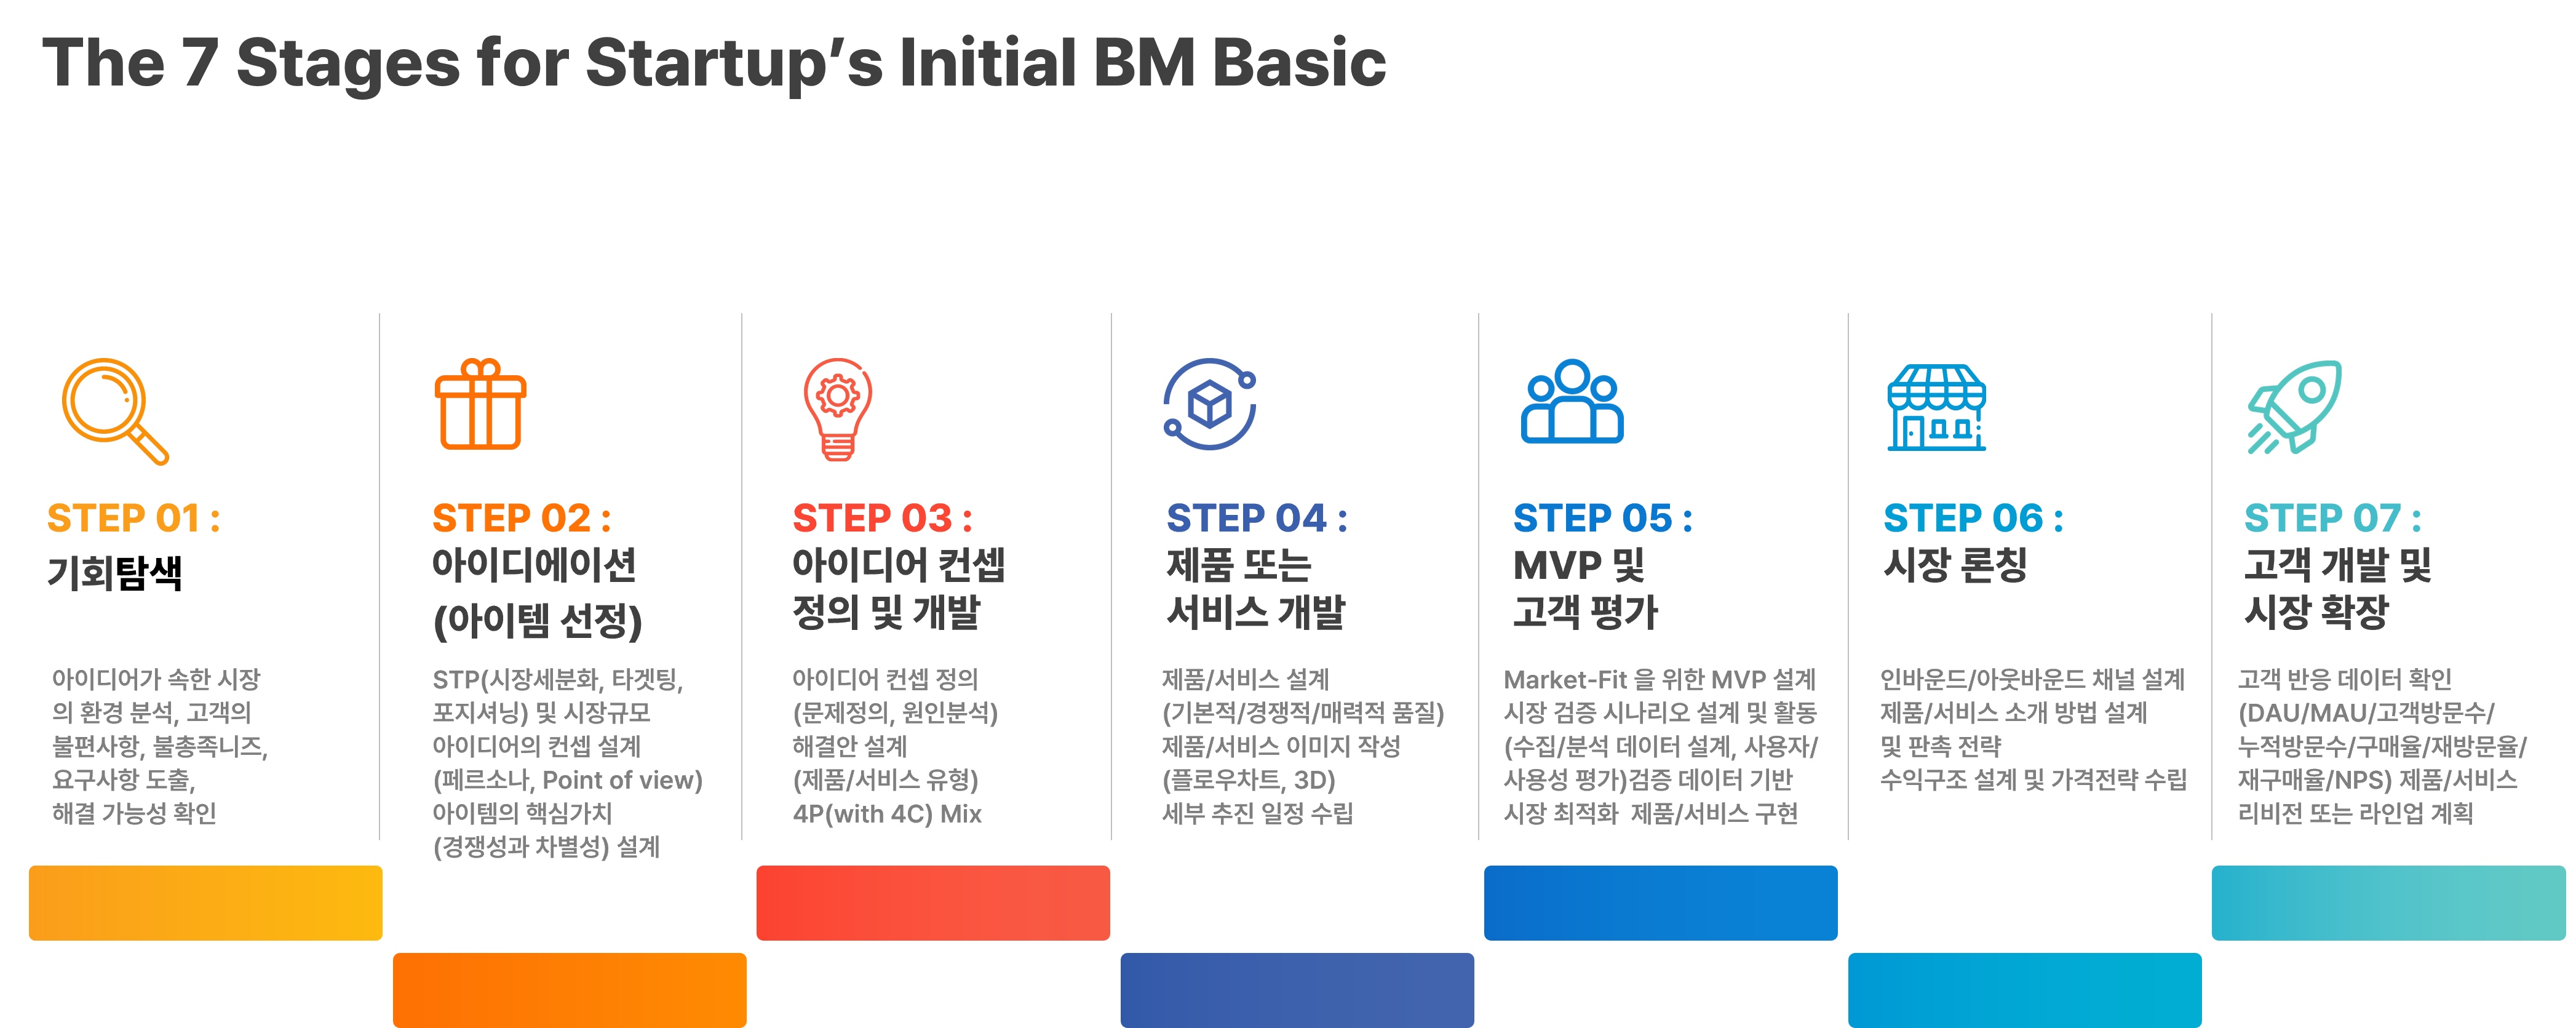 The 7 Stages for Startup’s Initial BM Basic
STEP 01 :
기회탐색
아이디어가 속한 시장
의 환경 분석, 고객의
불편사항, 불충족니즈,
요구사항 도출,
해결 가능성 확인
STEP 02 :
아이디에이션
(아이템 선정)
STP(시장세분화, 타겟팅,
포지셔닝) 및 시장규모
아이디어의 컨셉 설계
(페르소나, Point of view)
아이템의 핵심가치
(경쟁성과 차별성) 설계
STEP 03 :
아이디어 컨셉
정의 및 개발
아이디어 컨셉 정의
(문제정의, 원인분석)
해결안 설계
(제품/서비스 유형)
4P(with 4C) Mix
STEP 04 :
제품 또는
서비스 개발
제품/서비스 설계
(기본적/경쟁적/매력적 품질)
제품/서비스 이미지 작성
(플로우차트, 3D)
세부 추진 일정 수립
STEP 05 :
MVP 및
고객 평가
Market-Fit 을 위한 MVP 설계
시장 검증 시나리오 설계 및 활동
(수집/분석 데이터 설계, 사용자/
사용성 평가)검증 데이터 기반
시장 최적화 제품/서비스 구현
STEP 06 :
시장 론칭
인바운드/아웃바운드 채널 설계
제품/서비스 소개 방법 설계
및 판촉 전략
수익구조 설계 및 가격전략 수립
STEP 07 :
고객 개발 및
시장 확장
고객 반응 데이터 확인
(DAU/MAU/고객방문수/
누적방문수/구매율/재방문율/
재구매율/NPS) 제품/서비스
리비전 또는 라인업 계획